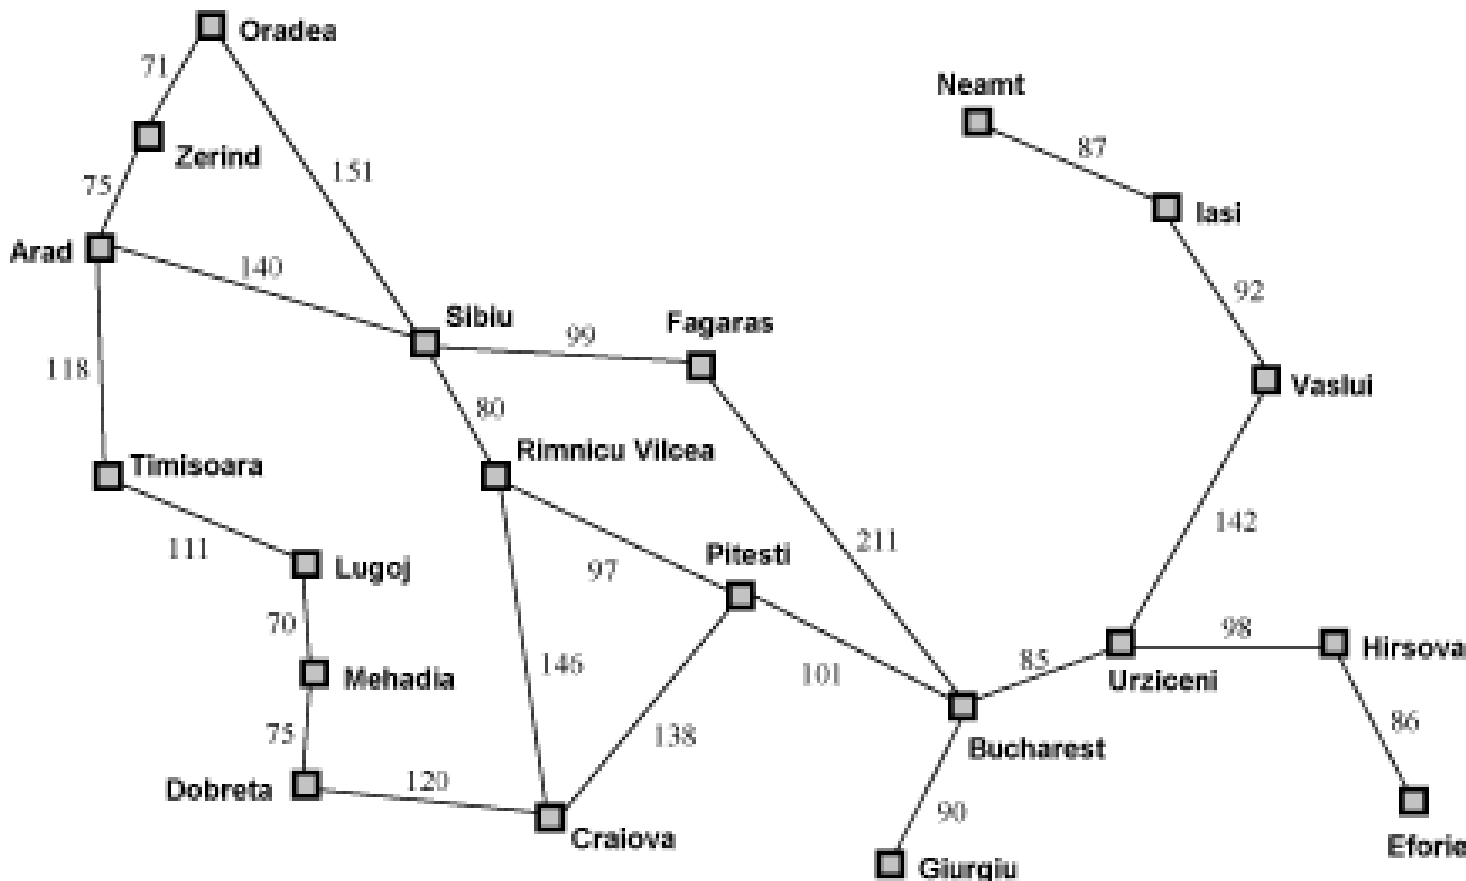 Oradea
71
Neamt
87
Zerind
151
75
Iasi
Arad
140
92
Sibiu
Fagaras
99
118
Vaslui
80
Rimnicu Vilcea
Timisoara
142
111
211
Lugoj
97
Pitesti
70
98
Hirsova
146
101
85
Mehadia
Urziceni
75
138
86
Bucharest
Dobreta
120
90
Craiova
Eforie
Giurgiu